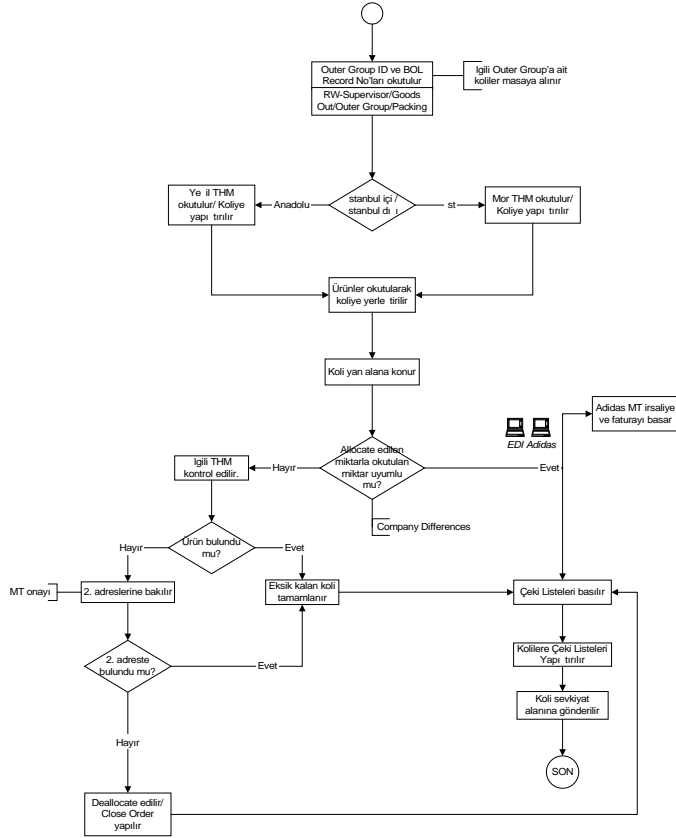 Outer Group ID ve BOL
Record No'ları okutulur
RW-Supervisor/Goods
Out/Outer Group/Packing
Ilgili Outer Group'a ait
koliler masaya alınır
Ye il THM
okutulur/ Koliye
yapı tırılır
Anadolu
stanbul içi /
stanbul dı ı
st
Mor THM okutulur/
Koliye yapı tırılır
Ürünler okutularak
koliye yerle tirilir
Koli yan alana konur
Adidas MT irsaliye
ve faturayı basar
EDI Adidas
Allocate edilen
miktarla okutulan
miktar uyumlu
mu?
Hayır
Evet
Ilgili THM
kontrol edilir.
Company Differences
Ürün bulundu
mu?
Hayır
Evet
MT onayı
2. adreslerine bakılır
Eksik kalan koli
tamamlanır
Çeki Listeleri basılır
2. adreste
bulundu mu?
Evet
Kolilere Çeki Listeleri
Yapı tırılır
Koli sevkiyat
alanına gönderilir
Hayır
SON
Deallocate edilir/
Close Order
yapılır